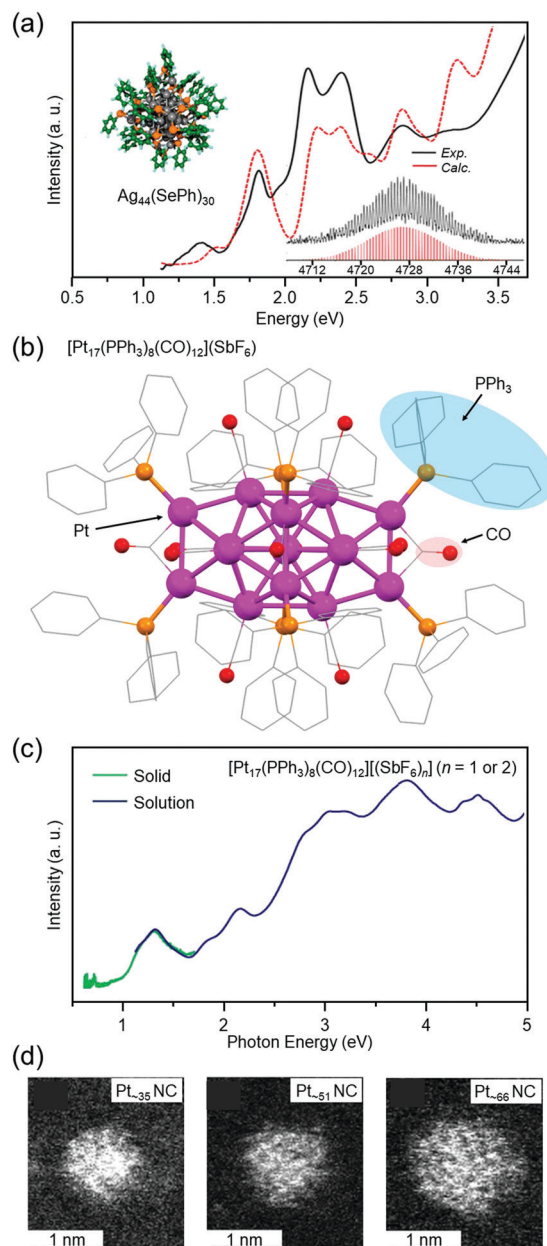 (a)
Intensity (a. u.)
Ag₄₄(SePh)₃₀
Exp.
Calc.
4712 4720 4728 4736 4744
0.5 1.0 1.5 2.0 2.5 3.0 3.5
Energy (eV)
(b) [Pt₁₇(PPh₃)₈(CO)₁₂](SbF₆)
PPh₃
Pt
CO
(c)
Solid
Solution
[Pt₁₇(PPh₃)₈(CO)₁₂][(SbF₆)ₙ] (n = 1 or 2)
Intensity (a. u.)
1 2 3 4 5
Photon Energy (eV)
(d)
Pt~₃₅ NC Pt~₅₁ NC Pt~₆₆ NC
1 nm 1 nm 1 nm